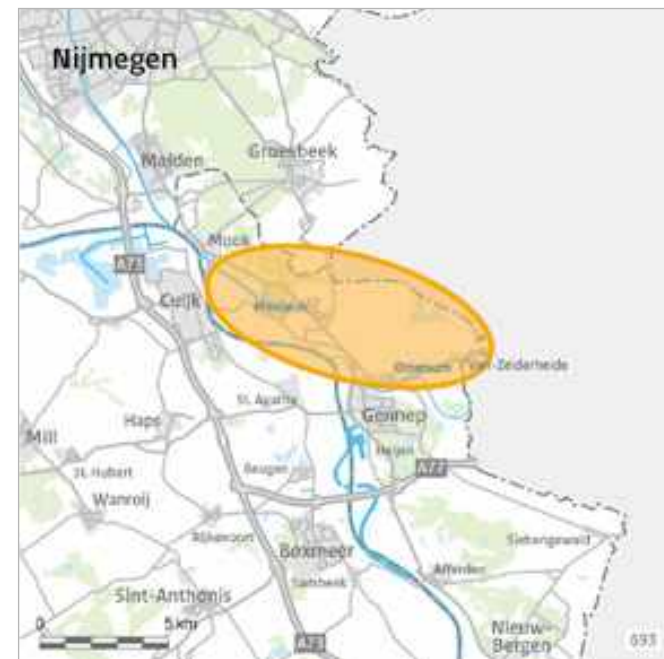 Nijmegen
Malden
Groesbeek
Mook
A73
Cuijk
Ottersum
Ven-Zelderheide
St. Agatha
Gennep
Haps
Mill
Heijen
A77
St. Hubert
Beugen
Wanroij
Rijkevoort
Boxmeer
Siebengewald
Sambeek
Afferden
Sint-Anthonis
0
5 km
A73
Nieuw-
Bergen
693